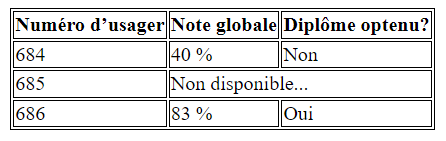 Numéro d’usager Note globale Diplôme optenu?
684 40 % Non
685 Non disponible...
686 83 % Oui